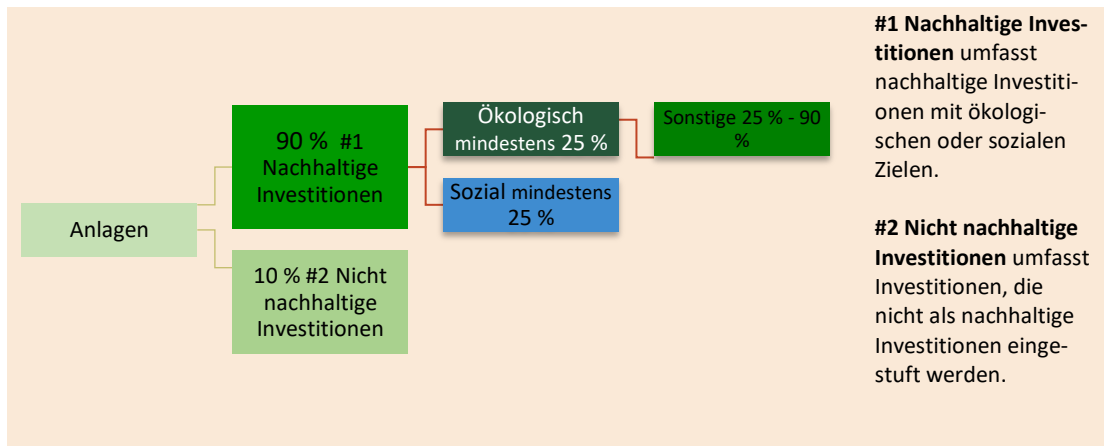 Anlagen
90 % #1
Nachhaltige
Investitionen
10 % #2 Nicht
nachhaltige
Investitionen
Ökologisch
mindestens 25 %
Sozial mindestens
25 %
Sonstige 25 % - 90
%
#1 Nachhaltige Inves-
titionen umfasst
nachhaltige Investiti-
onen mit ökologi-
schen oder sozialen
Zielen.
#2 Nicht nachhaltige
Investitionen umfasst
Investitionen, die
nicht als nachhaltige
Investitionen einge-
stuft werden.